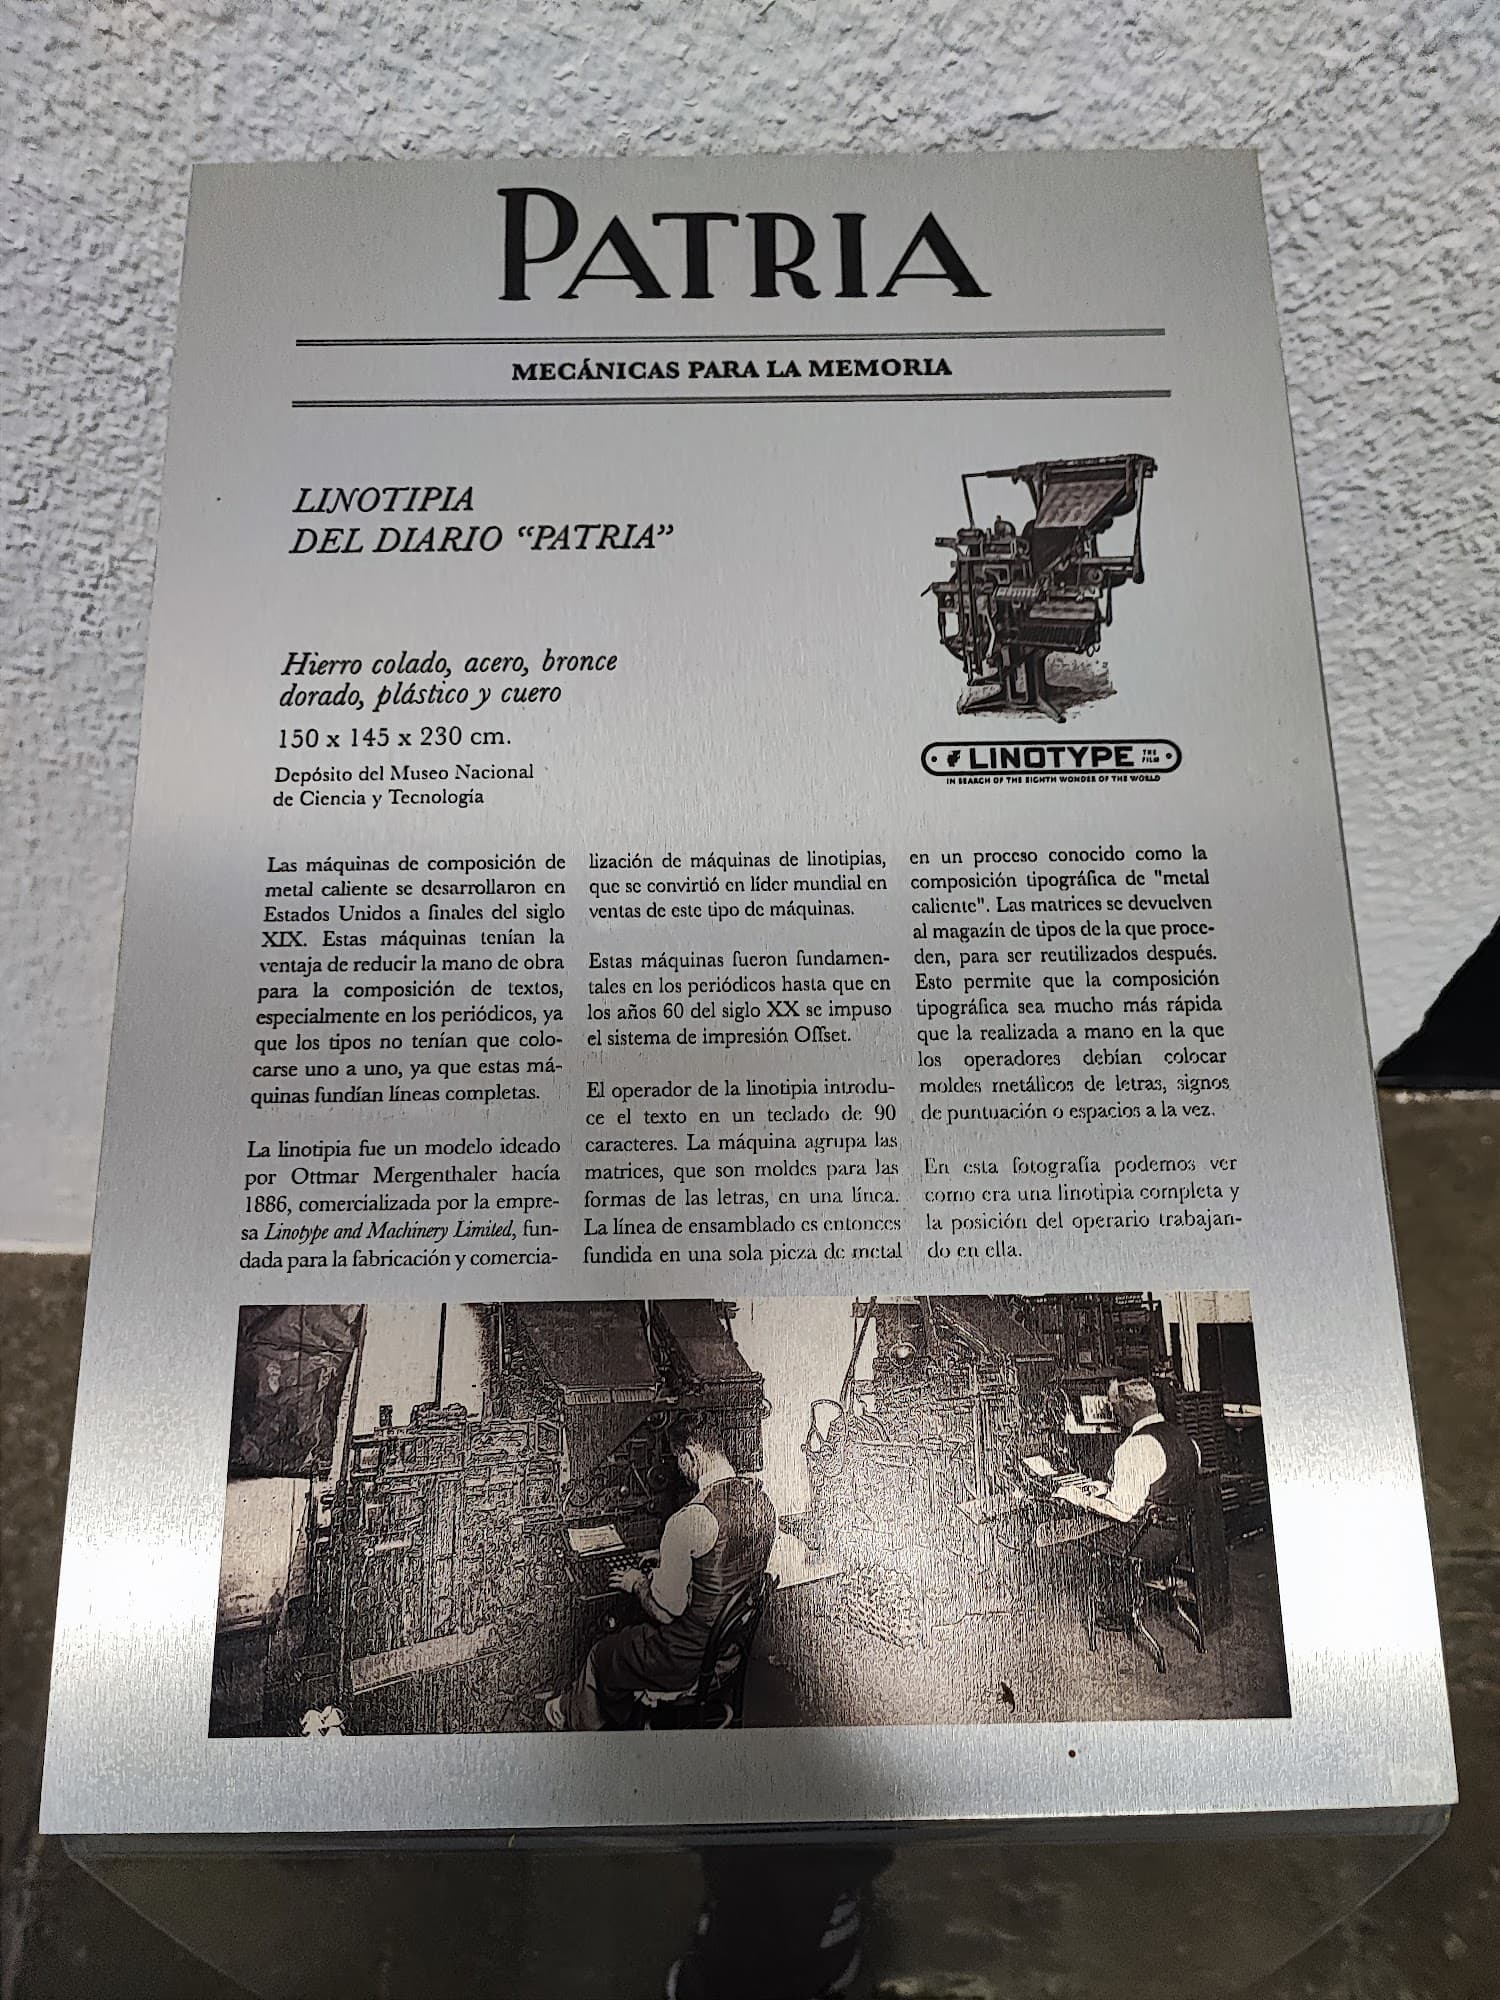 PATRIA
MECÁNICAS PARA LA MEMORIA
LINOTIPIA
DEL DIARIO “PATRIA”
Hierro colado, acero, bronce
dorado, plástico y cuero
150 x 145 x 230 cm.
Depósito del Museo Nacional
de Ciencia y Tecnología
LINOTYPE THE FILM
IN SEARCH OF THE EIGHTH WONDER OF THE WORLD
Las máquinas de composición de
metal caliente se desarrollaron en
Estados Unidos a finales del siglo
XIX. Estas máquinas tenían la
ventaja de reducir la mano de obra
para la composición de textos,
especialmente en los periódicos, ya
que los tipos no tenían que colo-
carse uno a uno, ya que estas má-
quinas fundían líneas completas.
La linotipia fue un modelo ideado
por Ottmar Mergenthaler hacía
1886, comercializada por la empre-
sa Linotype and Machinery Limited, fun-
dada para la fabricación y comercia-
lización de máquinas de linotipias,
que se convirtió en líder mundial en
ventas de este tipo de máquinas.
Estas máquinas fueron fundamen-
tales en los periódicos hasta que en
los años 60 del siglo XX se impuso
el sistema de impresión Offset.
El operador de la linotipia introdu-
ce el texto en un teclado de 90
caracteres. La máquina agrupa las
matrices, que son moldes para las
formas de las letras, en una línea.
La línea de ensamblado es entonces
fundida en una sola pieza de metal
en un proceso conocido como la
composición tipográfica de "metal
caliente". Las matrices se devuelven
al magazín de tipos de la que proce-
den, para ser reutilizados después.
Esto permite que la composición
tipográfica sea mucho más rápida
que la realizada a mano en la que
los operadores debían colocar
moldes metálicos de letras, signos
de puntuación o espacios a la vez.
En esta fotografía podemos ver
como era una linotipia completa y
la posición del operario trabajan-
do en ella.